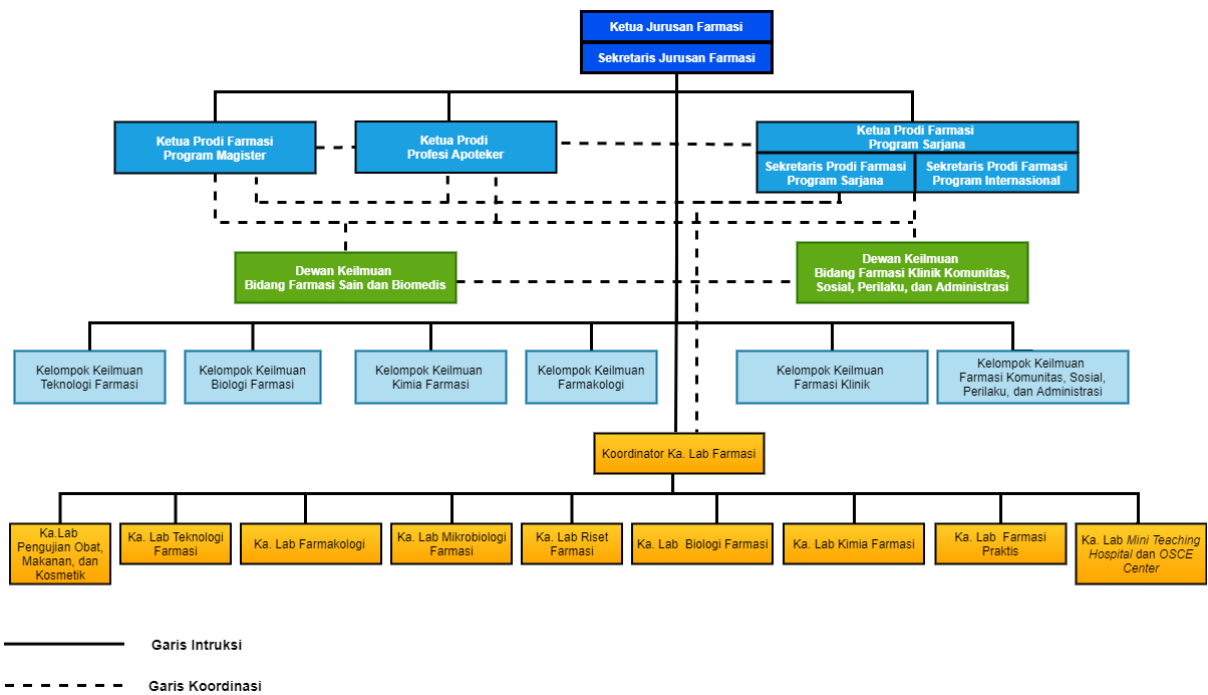 Ketua Jurusan Farmasi
Sekretaris Jurusan Farmasi
Ketua Prodi Farmasi
Program Magister
Ketua Prodi
Profesi Apoteker
Ketua Prodi Farmasi
Program Sarjana
Sekretaris Prodi Farmasi
Program Sarjana
Sekretaris Prodi Farmasi
Program Internasional
Dewan Keilmuan
Bidang Farmasi Sain dan Biomedis
Dewan Keilmuan
Bidang Farmasi Klinik Komunitas,
Sosial, Perilaku, dan Administrasi
Kelompok Keilmuan
Teknologi Farmasi
Kelompok Keilmuan
Biologi Farmasi
Kelompok Keilmuan
Kimia Farmasi
Kelompok Keilmuan
Farmakologi
Kelompok Keilmuan
Farmasi Klinik
Kelompok Keilmuan
Farmasi Komunitas, Sosial,
Perilaku, dan Administrasi
Koordinator Ka. Lab Farmasi
Ka.Lab
Pengujian Obat,
Makanan, dan
Kosmetik
Ka. Lab Teknologi
Farmasi
Ka. Lab Farmakologi
Ka. Lab Mikrobiologi
Farmasi
Ka. Lab Riset
Farmasi
Ka. Lab Biologi Farmasi
Ka. Lab Kimia Farmasi
Ka. Lab Farmasi
Praktis
Ka. Lab Mini Teaching
Hospital dan OSCE
Center
Garis Intruksi
Garis Koordinasi